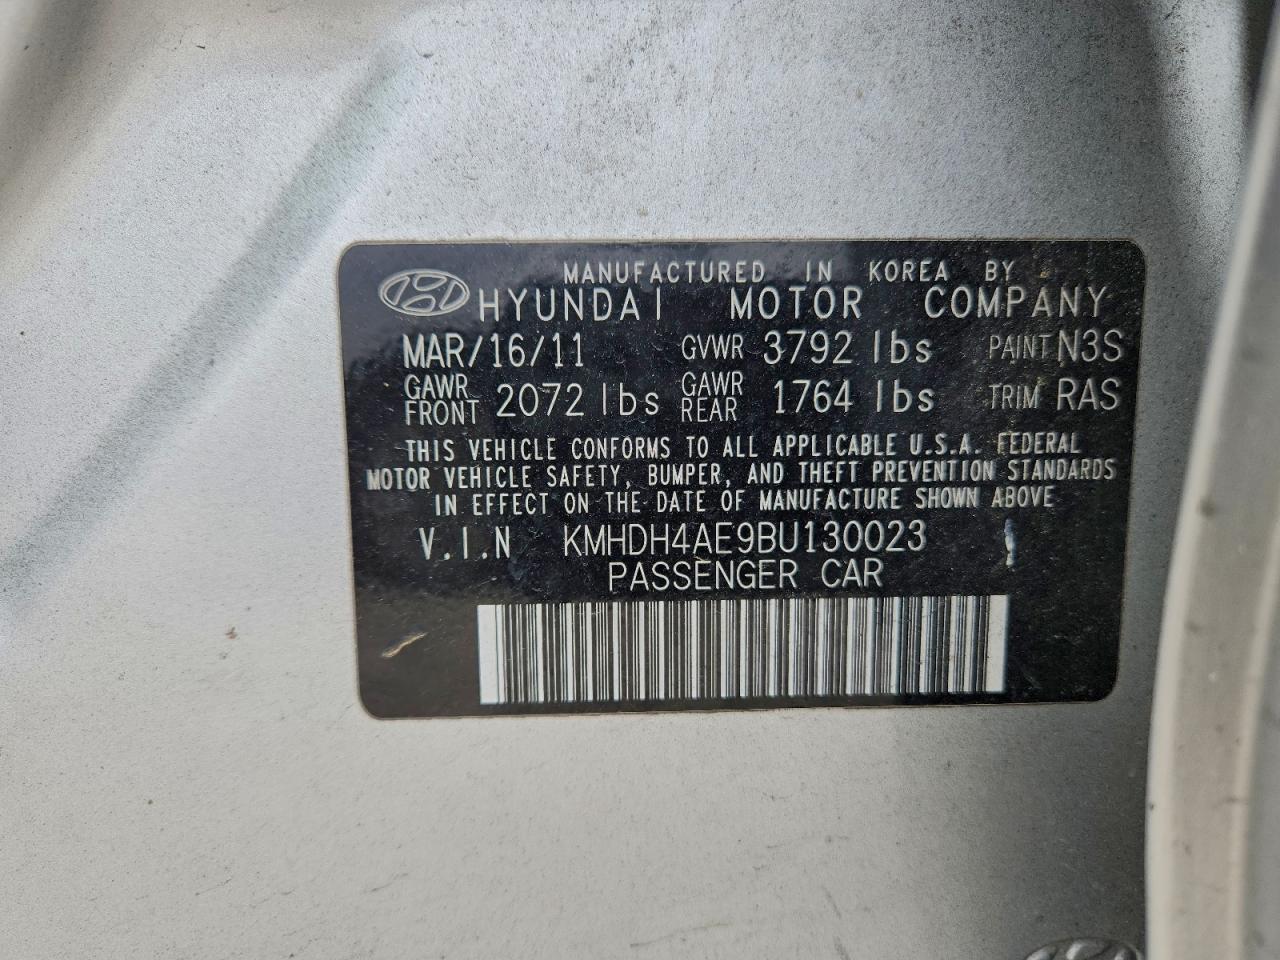 MANUFACTURED IN KOREA BY
HYUNDAI MOTOR COMPANY
MAR/16/11 GVWR 3792 lbs PAINT N3S
GAWR FRONT 2072 lbs GAWR REAR 1764 lbs TRIM RAS
THIS VEHICLE CONFORMS TO ALL APPLICABLE U.S.A. FEDERAL
MOTOR VEHICLE SAFETY, BUMPER, AND THEFT PREVENTION STANDARDS
IN EFFECT ON THE DATE OF MANUFACTURE SHOWN ABOVE
V.I.N KMHDH4AE9BU130023
PASSENGER CAR